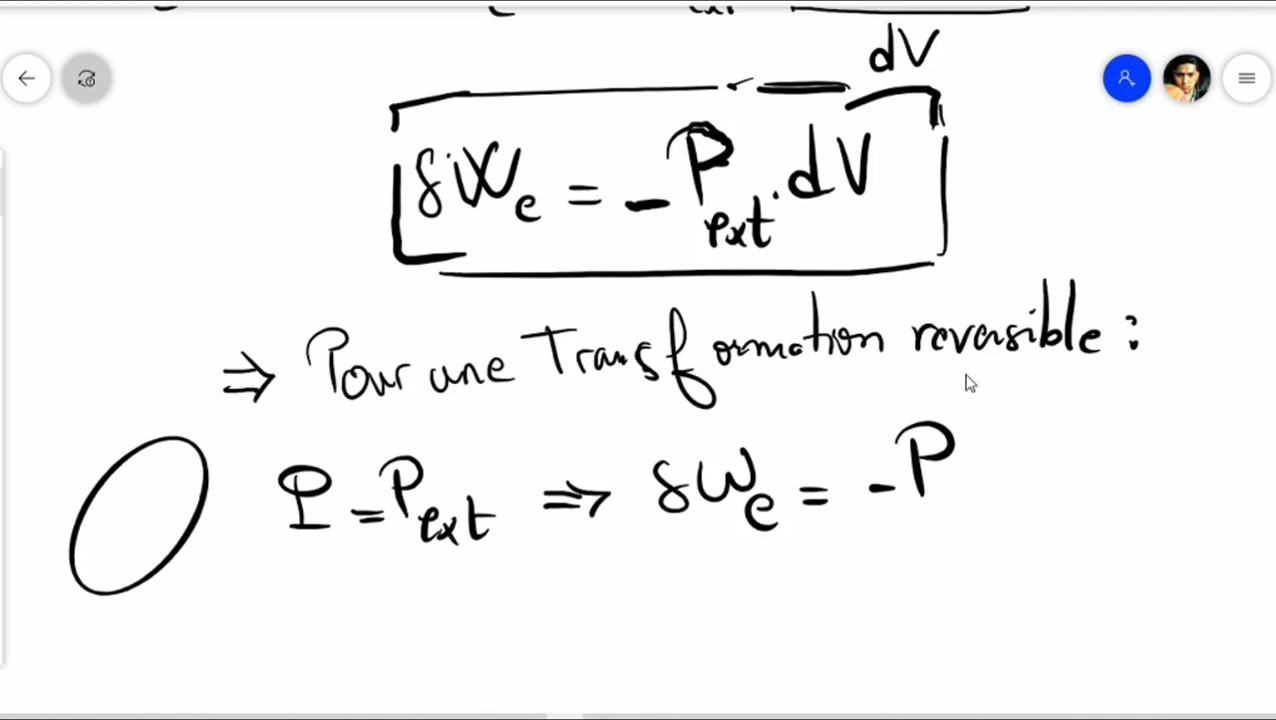 dV
δW_e = -P_ext . dV
⇒ Pour une Transformation reversible :
P = P_ext ⇒ δW_e = -P